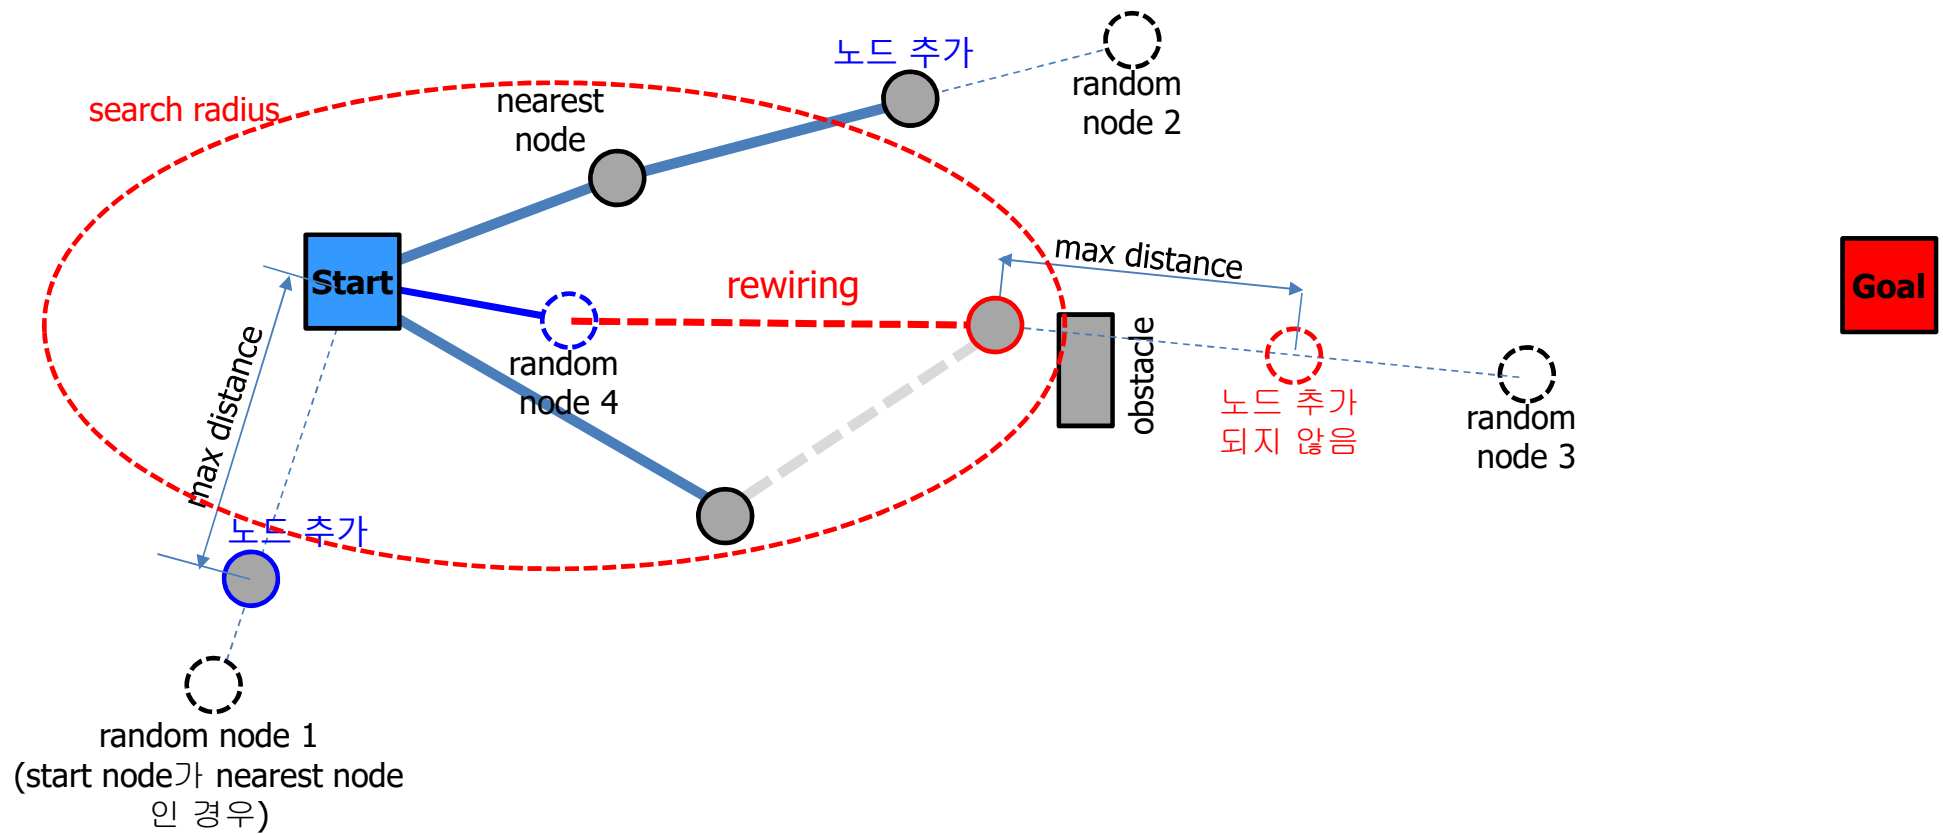 노드 추가
random
node 2
search radius
nearest
node
Start
max distance
Goal
rewiring
obstacle
random
node 4
max distance
노드 추가
되지 않음
random
node 3
노드 추가
random node 1
(start node가 nearest node
인 경우)